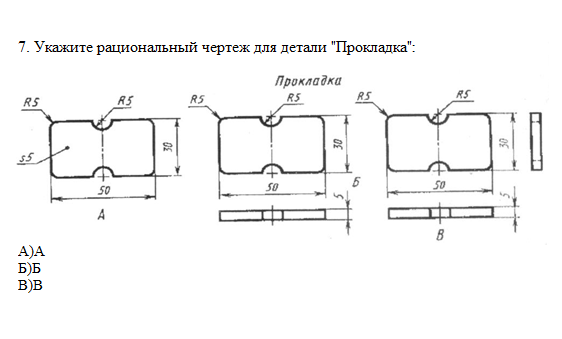 7. Укажите рациональный чертеж для детали "Прокладка":
Прокладка
R5 R5 R5 R5 R5 R5
s5
30 30 30
50 50 50
5 5
А Б В
А)А
Б)Б
В)В